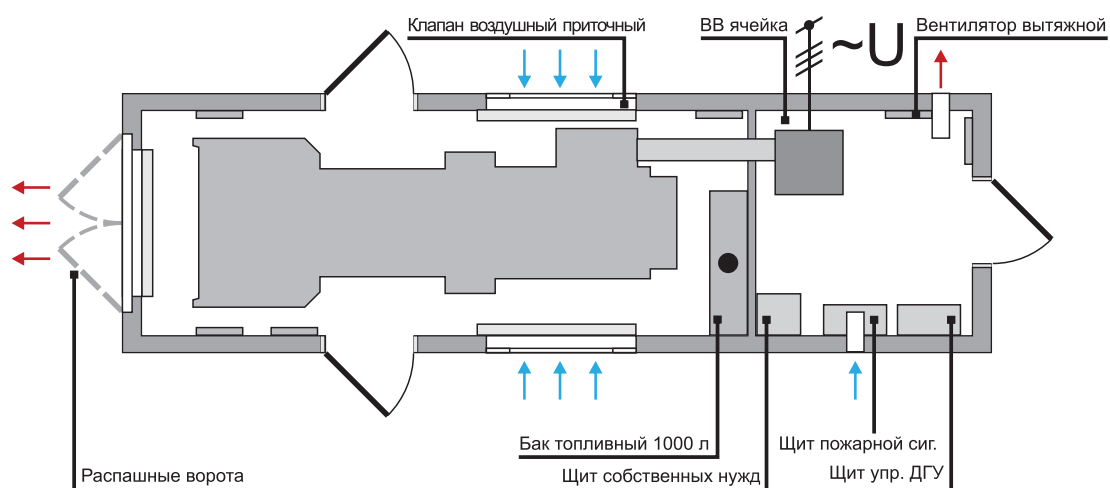 Клапан воздушный приточный
ВВ ячейка
~U
Вентилятор вытяжной
Бак топливный 1000 л
Щит пожарной сиг.
Распашные ворота
Щит собственных нужд
Щит упр. ДГУ